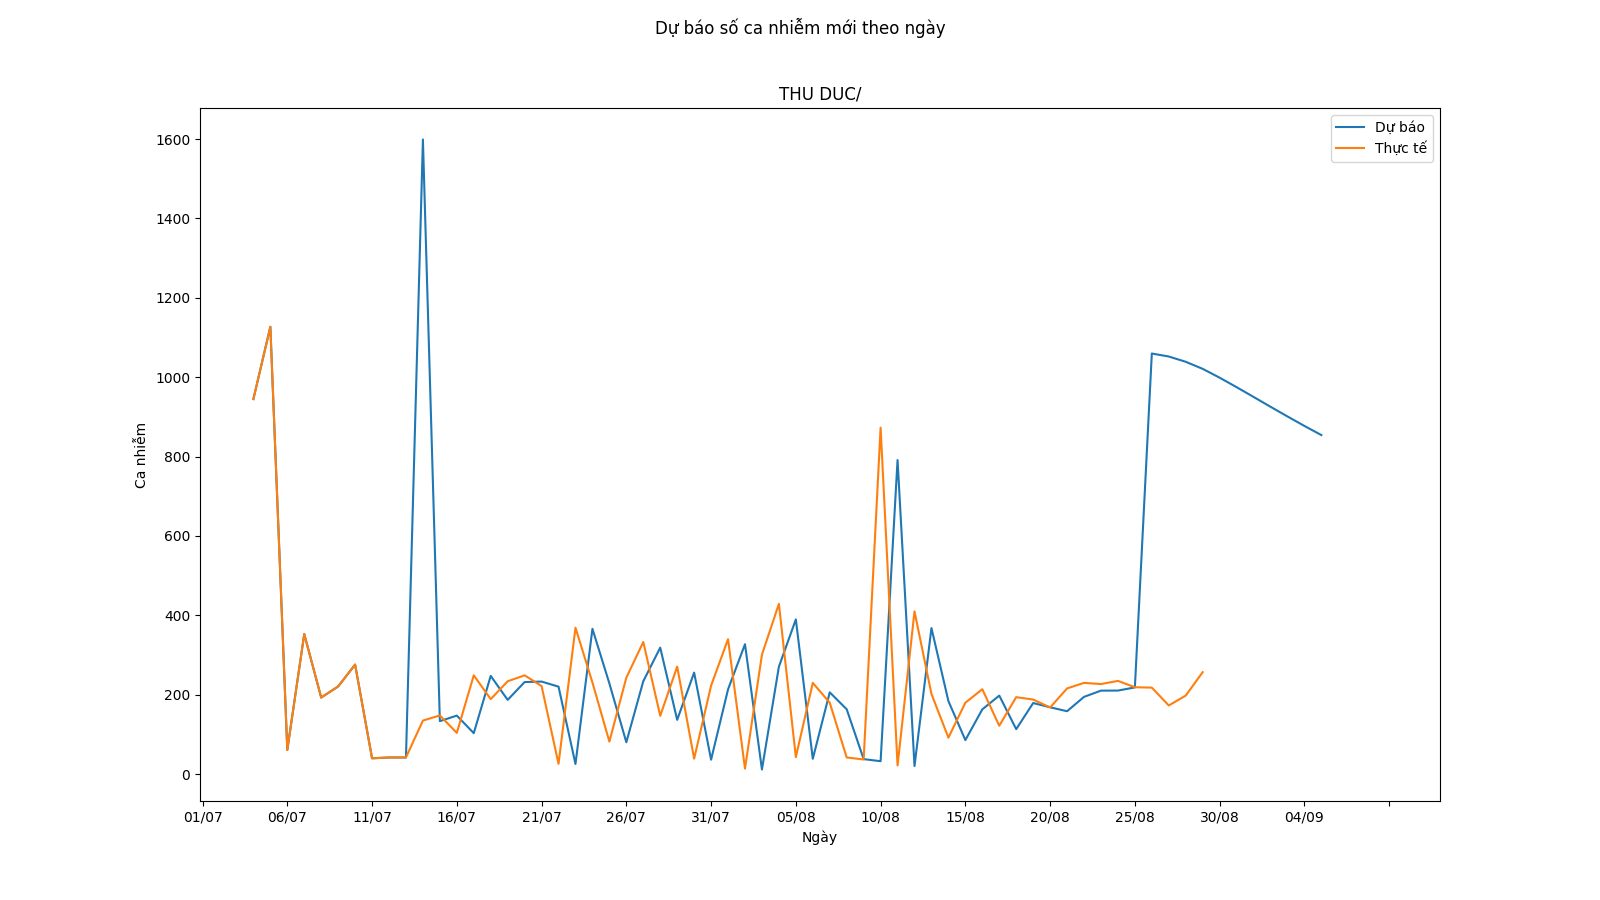 Dự báo số ca nhiễm mới theo ngày
THU DUC/
Dự báo
Thực tế
1600
1400
1200
1000
800
600
400
200
0
Ca nhiễm
01/07 06/07 11/07 16/07 21/07 26/07 31/07 05/08 10/08 15/08 20/08 25/08 30/08 04/09
Ngày